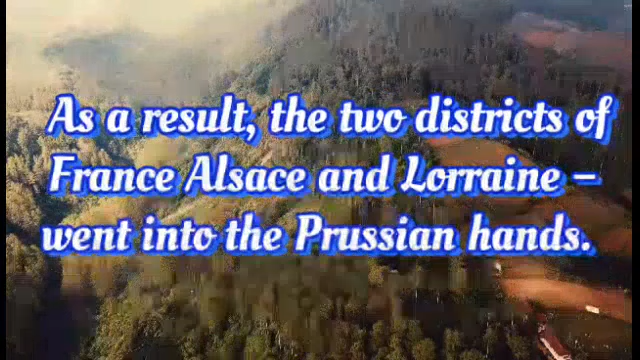 As a result, the two districts of
France Alsace and Lorraine –
went into the Prussian hands.